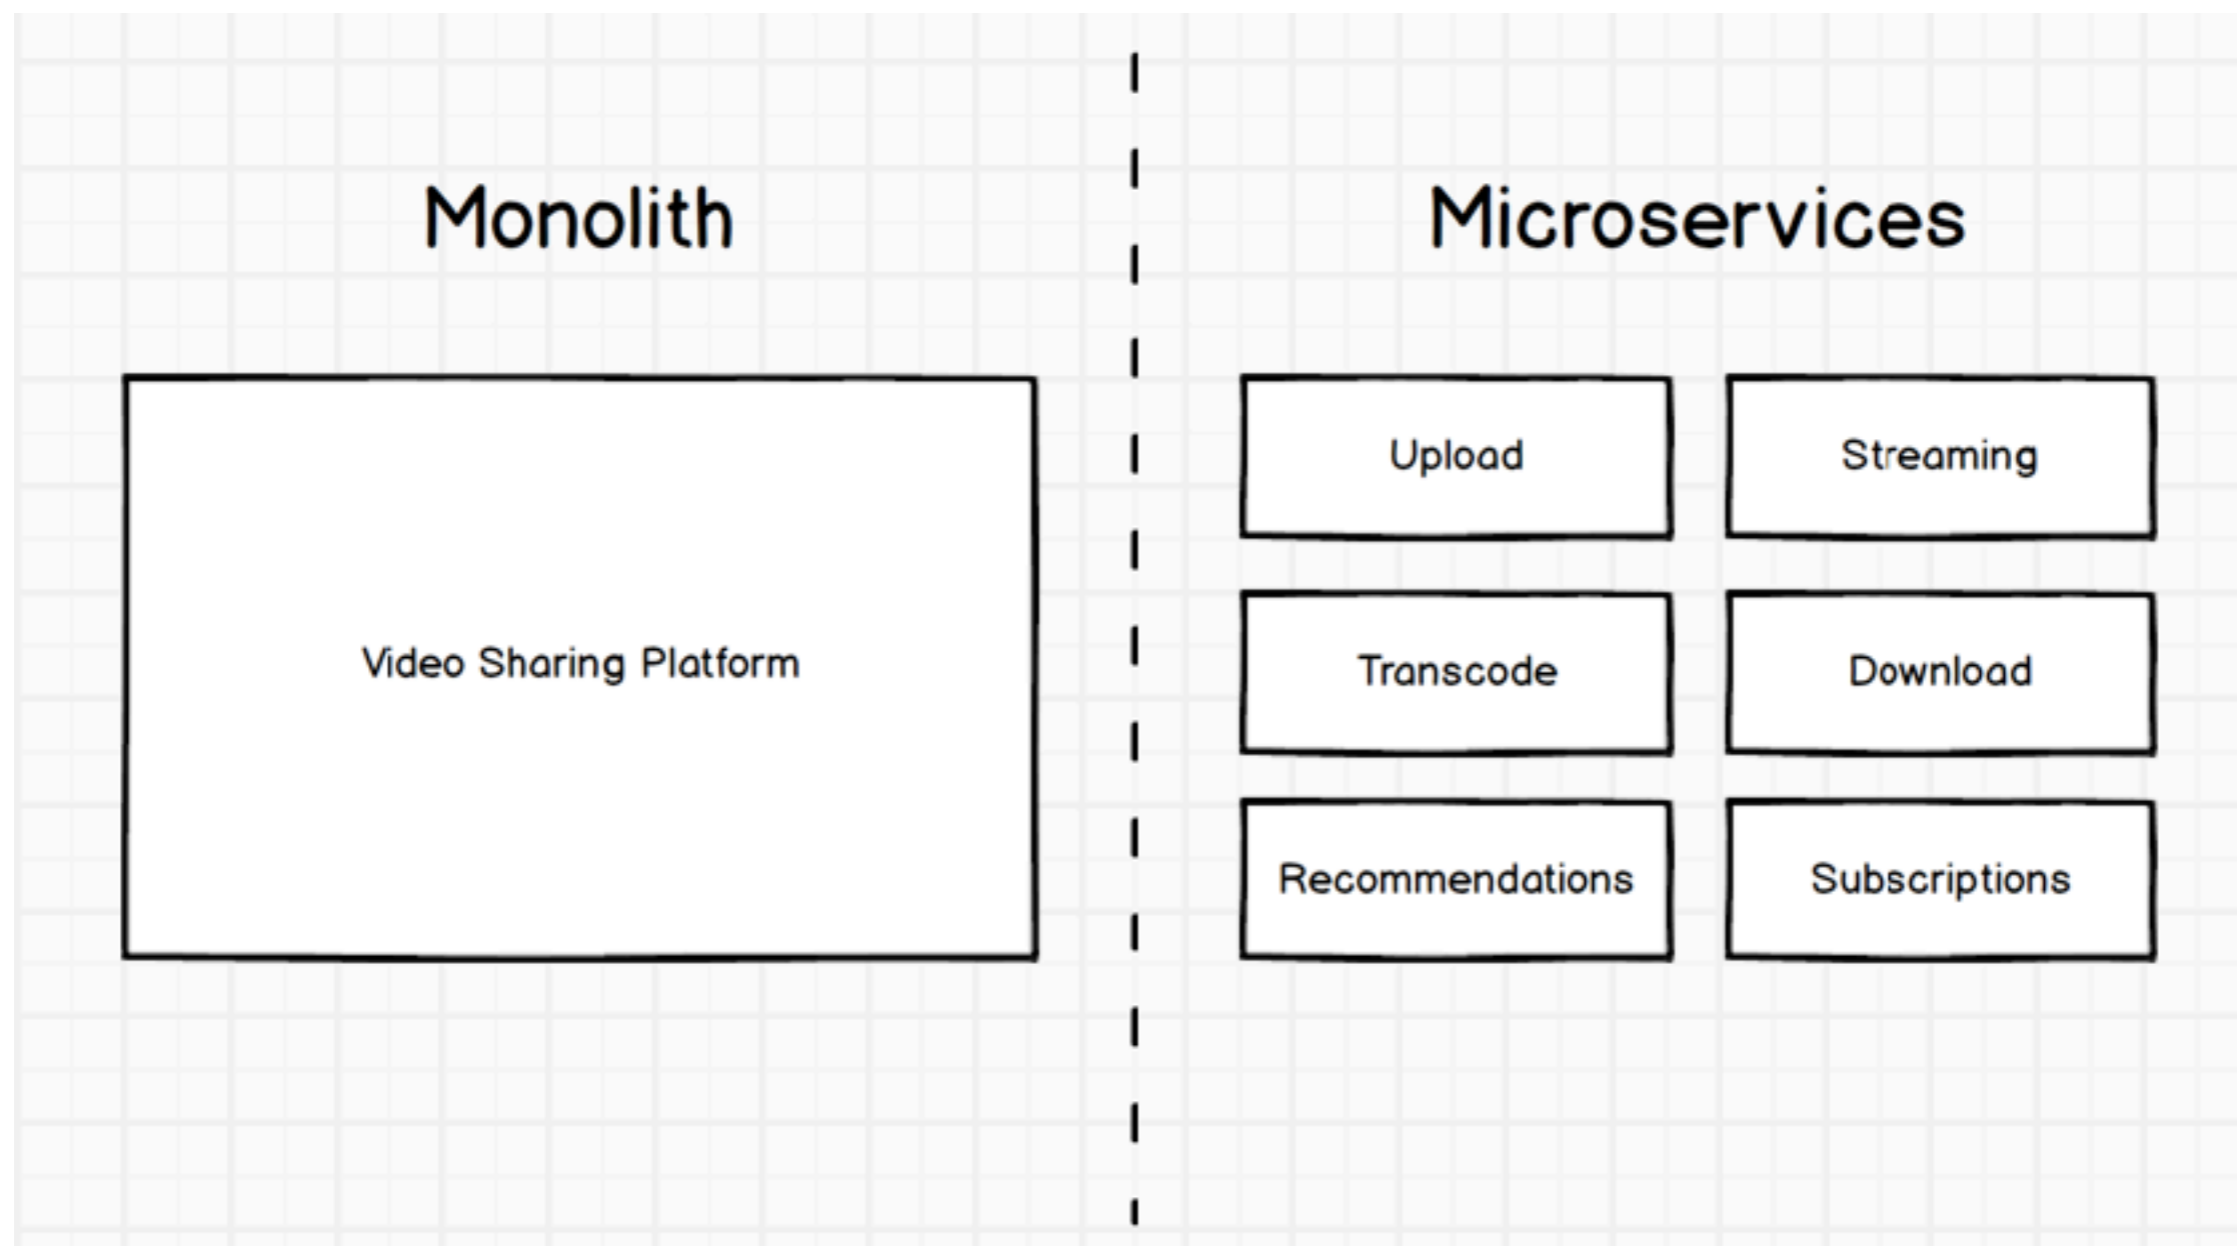 Monolith
Video Sharing Platform
Microservices
Upload
Streaming
Transcode
Download
Recommendations
Subscriptions